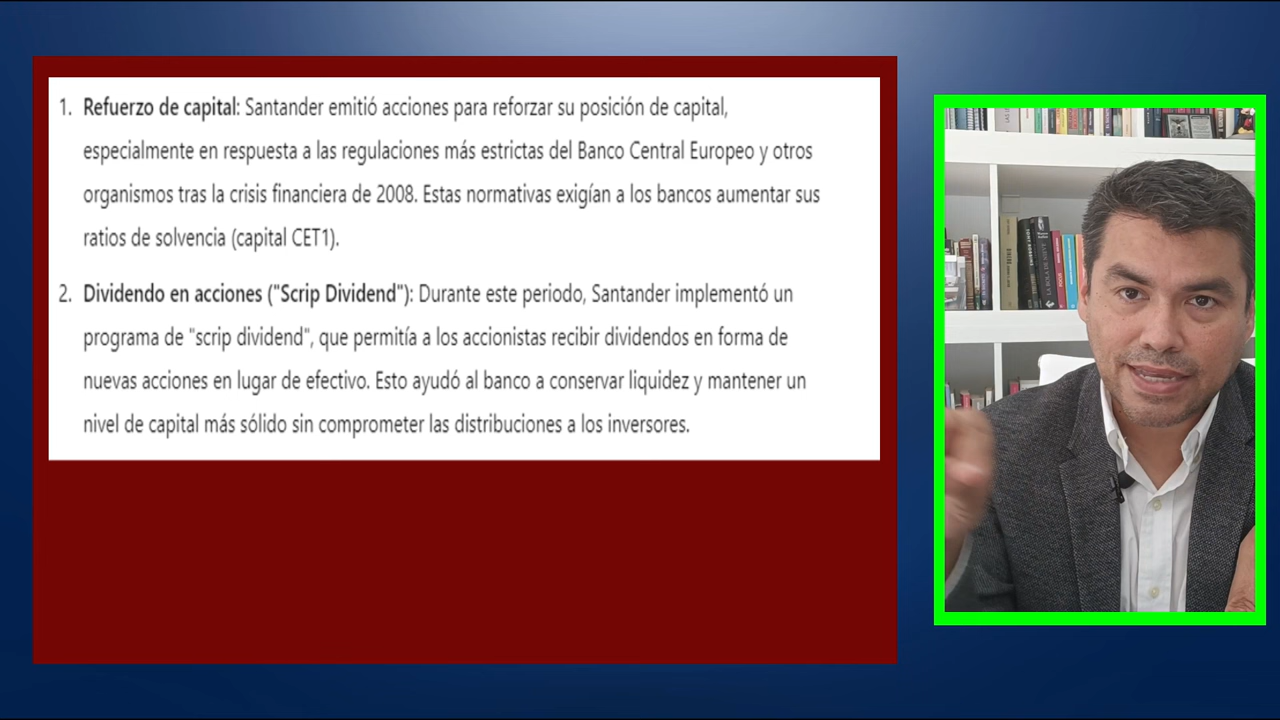 1. Refuerzo de capital: Santander emitió acciones para reforzar su posición de capital,
especialmente en respuesta a las regulaciones más estrictas del Banco Central Europeo y otros
organismos tras la crisis financiera de 2008. Estas normativas exigían a los bancos aumentar sus
ratios de solvencia (capital CET1).
2. Dividendo en acciones ("Scrip Dividend"): Durante este periodo, Santander implementó un
programa de "scrip dividend", que permitía a los accionistas recibir dividendos en forma de
nuevas acciones en lugar de efectivo. Esto ayudó al banco a conservar liquidez y mantener un
nivel de capital más sólido sin comprometer las distribuciones a los inversores.